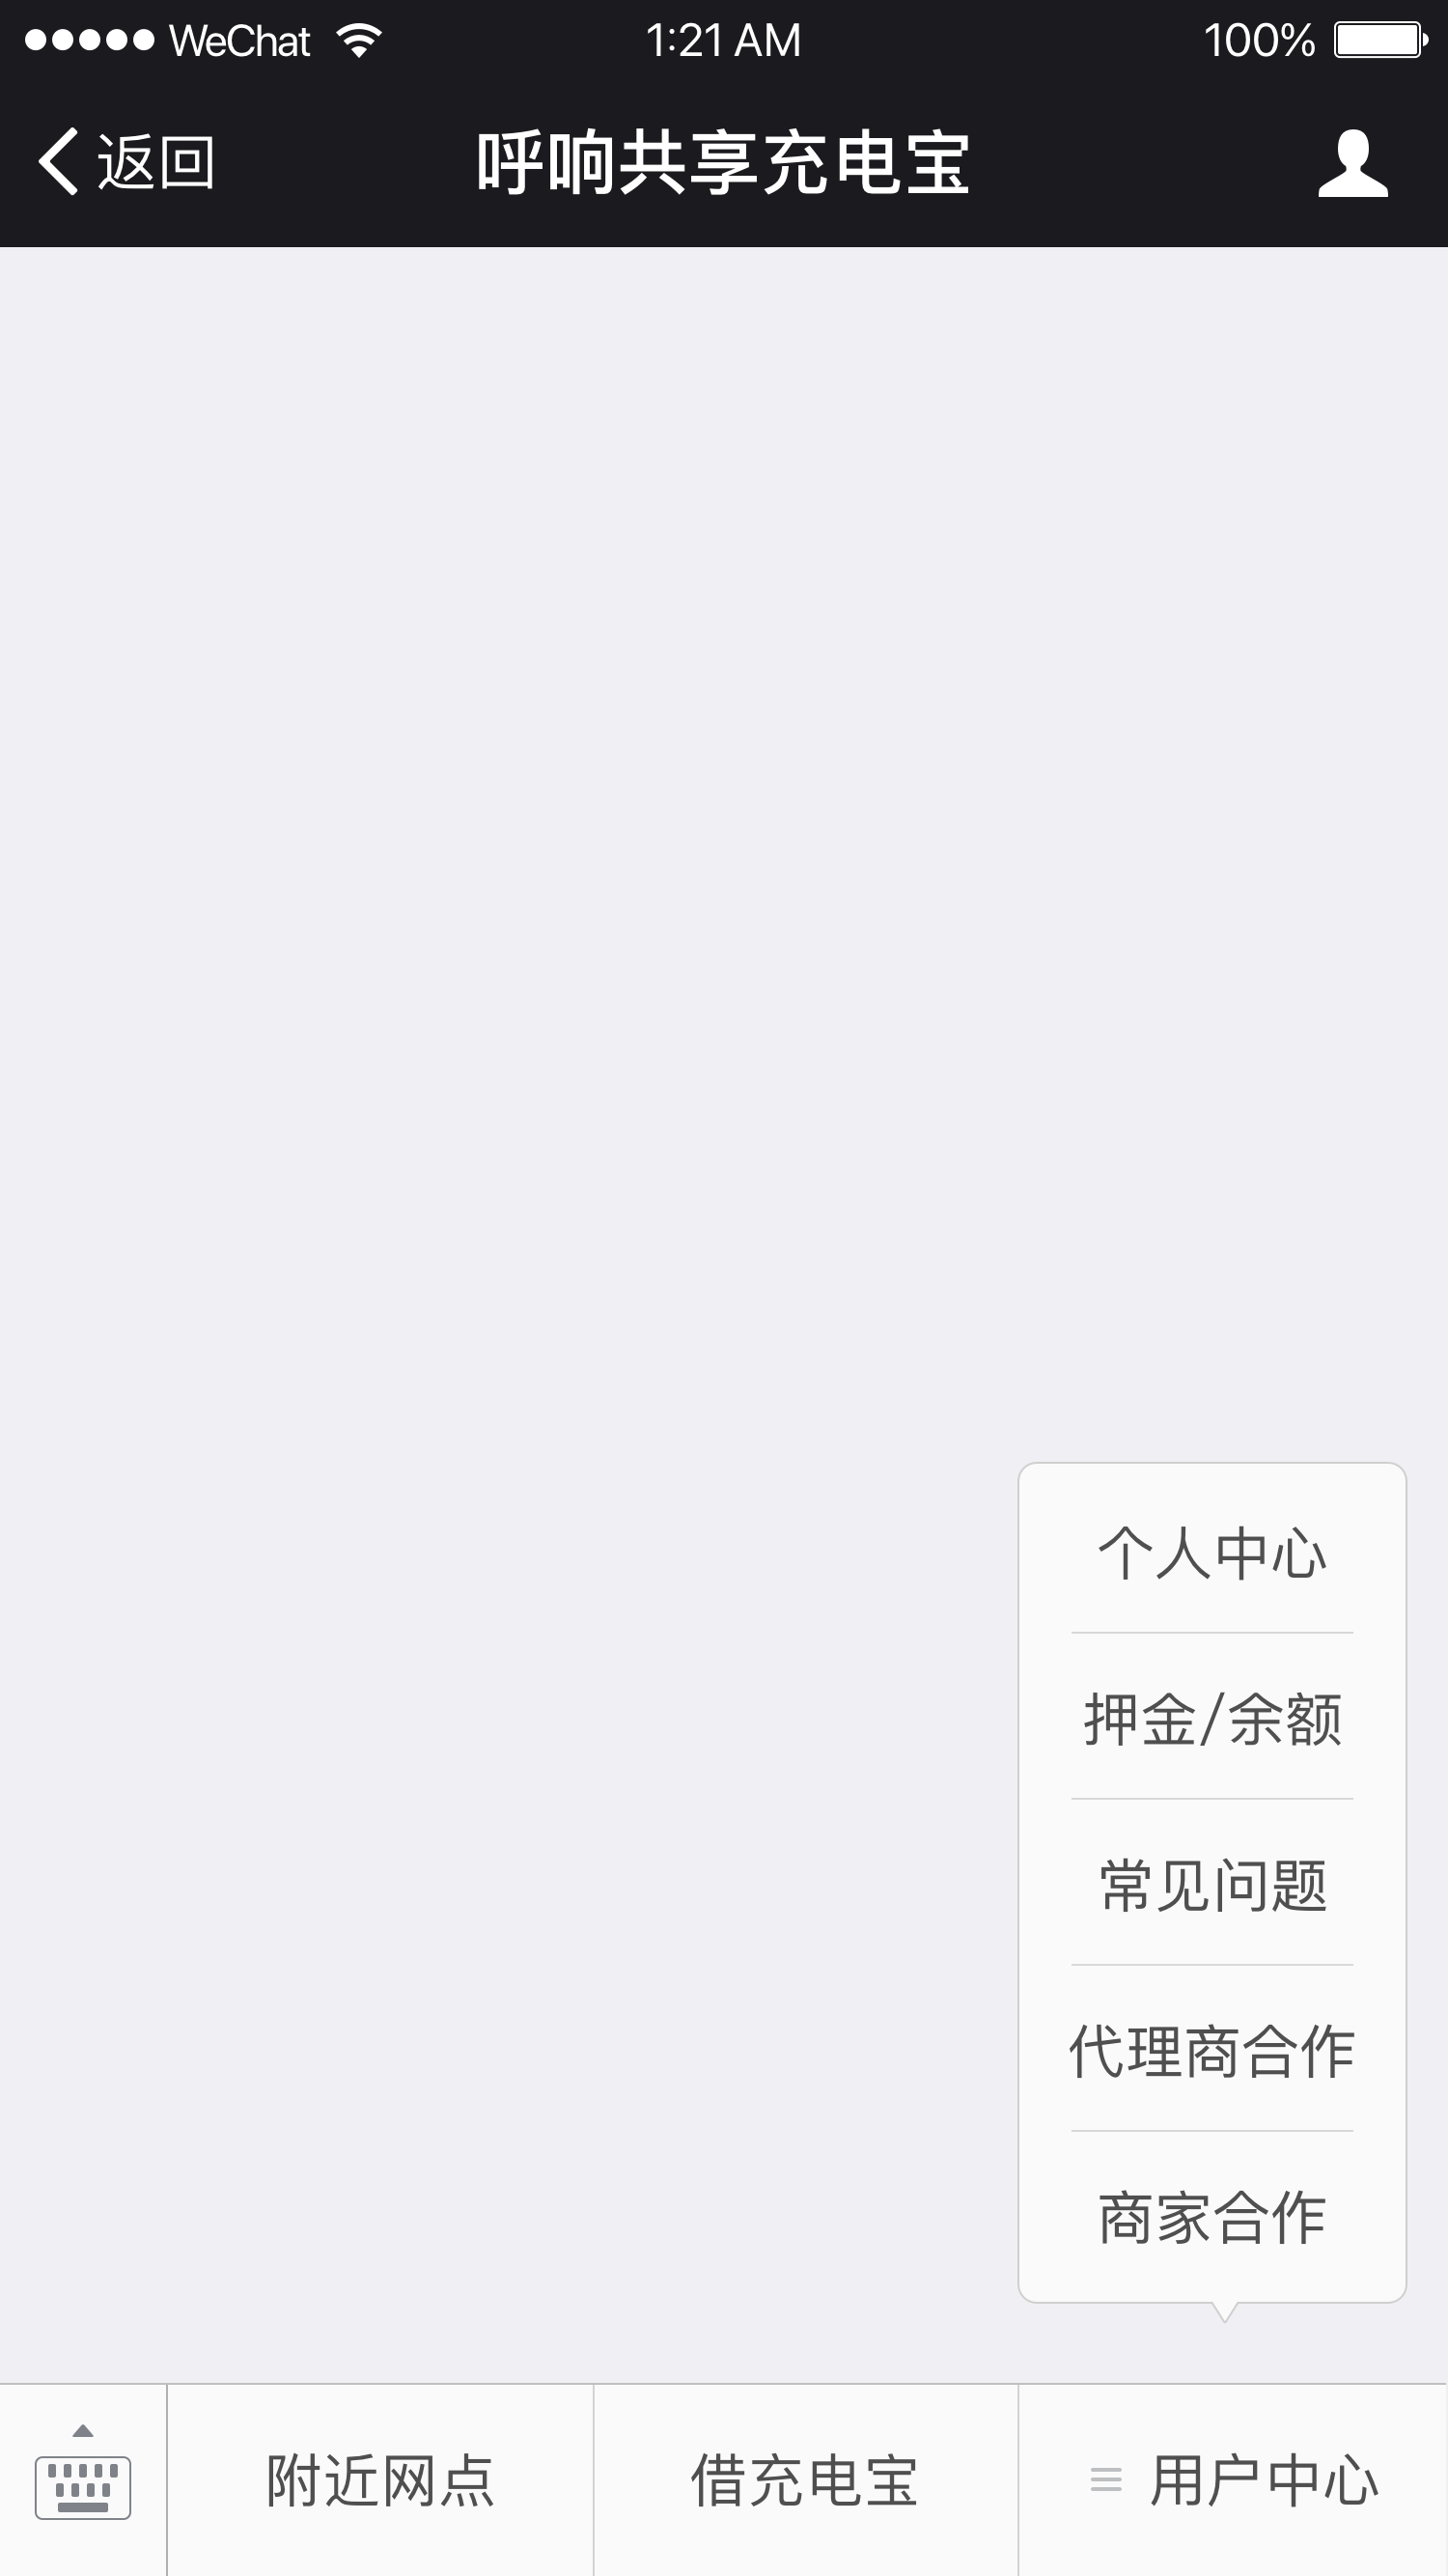 WeChat 1:21 AM 100%
返回 呼响共享充电宝
个人中心
押金/余额
常见问题
代理商合作
商家合作
附近网点 借充电宝 用户中心